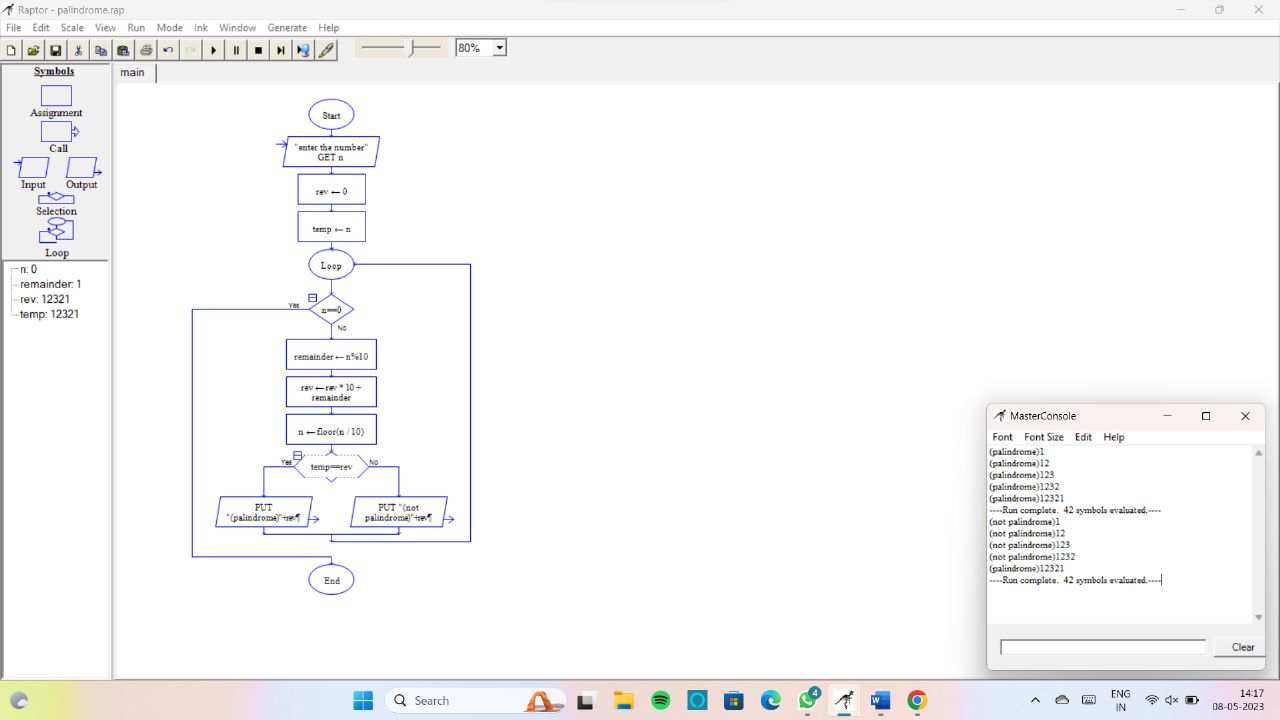 Raptor - palindrome.rap
File Edit Scale View Run Mode Ink Window Generate Help
80%
Symbols
main
Assignment
Call
Input Output
Selection
Loop
n: 0
remainder: 1
rev: 12321
temp: 12321
Start
"enter the number"
GET n
rev ← 0
temp ← n
Loop
Yes
n==0
No
remainder ← n%10
rev ← rev * 10 +
remainder
n ← floor(n / 10)
Yes
temp==rev
No
PUT
"(palindrome)"+rev¶
PUT "(not
palindrome)"+rev¶
End
MasterConsole
Font Font Size Edit Help
(palindrome)1
(palindrome)12
(palindrome)123
(palindrome)1232
(palindrome)12321
----Run complete. 42 symbols evaluated.----
(not palindrome)1
(not palindrome)12
(not palindrome)123
(not palindrome)1232
(palindrome)12321
----Run complete. 42 symbols evaluated.----
Clear
Search
4
W
ENG
IN
14:17
08-05-2023